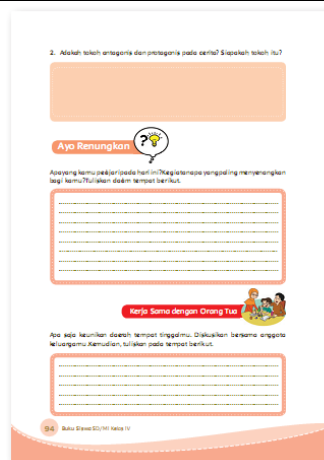 2. Adakah tokoh antagonis dan protagonis pada cerita? Siapakah tokoh itu?
Ayo Renungkan
?
Apa yang kamu pelajari pada hari ini? Kegiatan apa yang paling menyenangkan
bagi kamu? Tuliskan dalam tempat berikut.
Kerja Sama dengan Orang Tua
Apa saja keunikan daerah tempat tinggalmu. Diskusikan bersama anggota
keluargamu. Kemudian, tuliskan pada tempat berikut.
94 Buku Siswa SD/MI Kelas IV